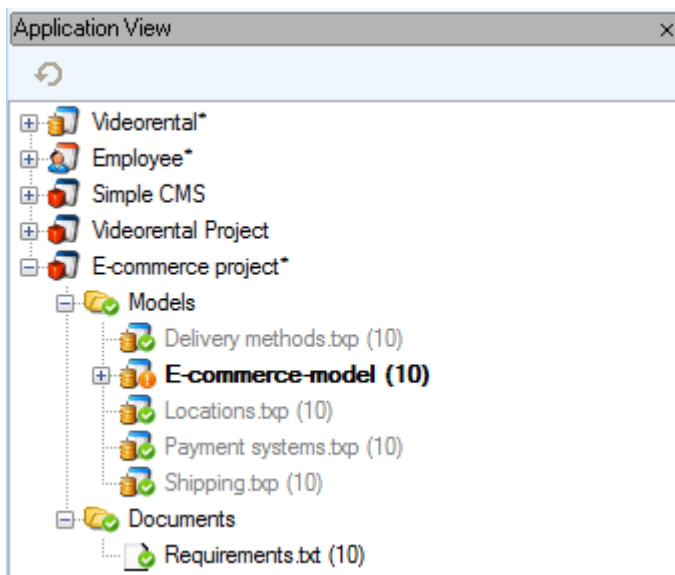 Application View
Videorental*
Employee*
Simple CMS
Videorental Project
E-commerce project*
Models
Delivery methods.txp (10)
E-commerce-model (10)
Locations.txp (10)
Payment systems.txp (10)
Shipping.txp (10)
Documents
Requirements.txt (10)